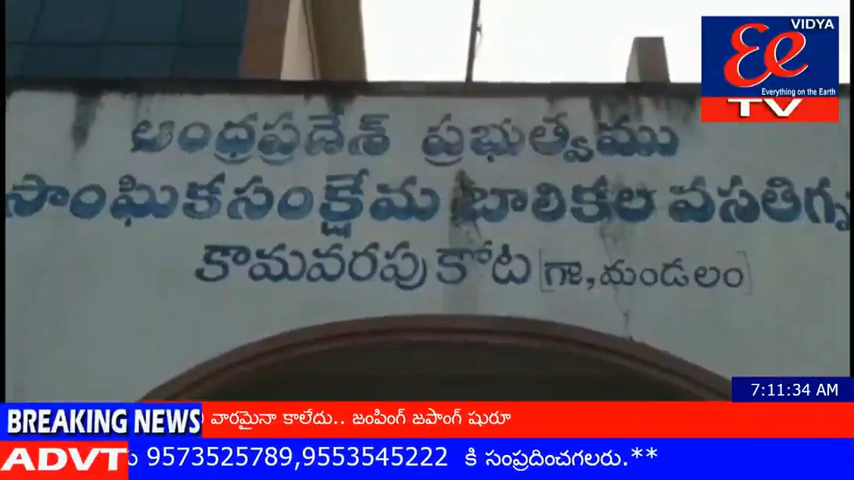 VIDYA
Ee
Everything on the Earth
TV
ఆంధ్రప్రదేశ్ ప్రభుత్వము
సాంఘికసంక్షేమ బాలికల
కామవరపు కోట [గ్రా, మండలం]
7:11:34 AM
BREAKING NEWS వారమైనా కాలేదు.. జంపింగ్ జపాంగ్ షురూ
ADVT 9573525789,9553545222 కి సంప్రదించగలరు.**